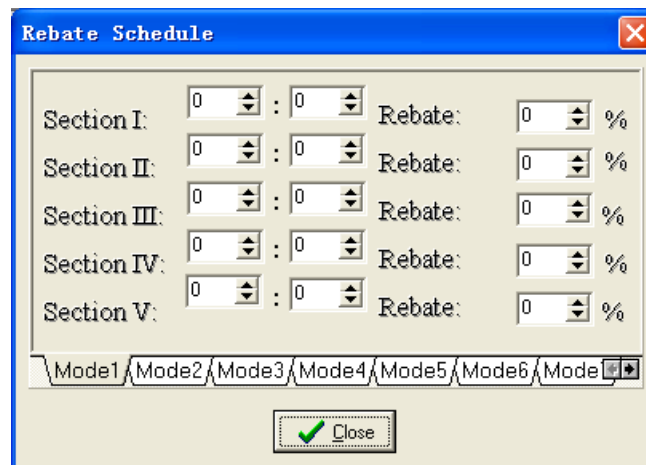 Rebate Schedule
Section I: 0 : 0 Rebate: 0 %
Section II: 0 : 0 Rebate: 0 %
Section III: 0 : 0 Rebate: 0 %
Section IV: 0 : 0 Rebate: 0 %
Section V: 0 : 0 Rebate: 0 %
Mode1 Mode2 Mode3 Mode4 Mode5 Mode6 Mode
Close